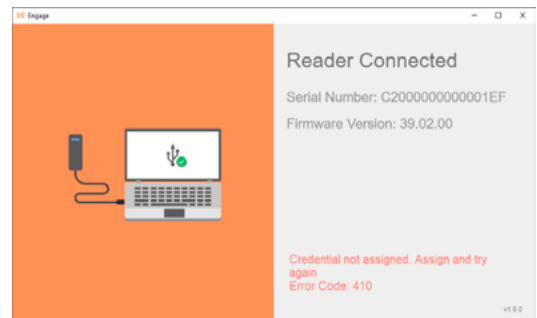 Engage
Reader Connected
Serial Number: C2000000000001EF
Firmware Version: 39.02.00
Credential not assigned. Assign and try
again
Error Code: 410
v1.0.0